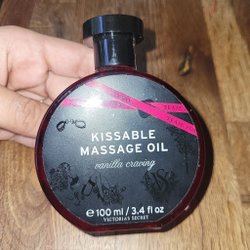 KISSABLE
MASSAGE OIL
vanilla craving
℮ 100 ml / 3.4 fl oz
VICTORIA'S SECRET